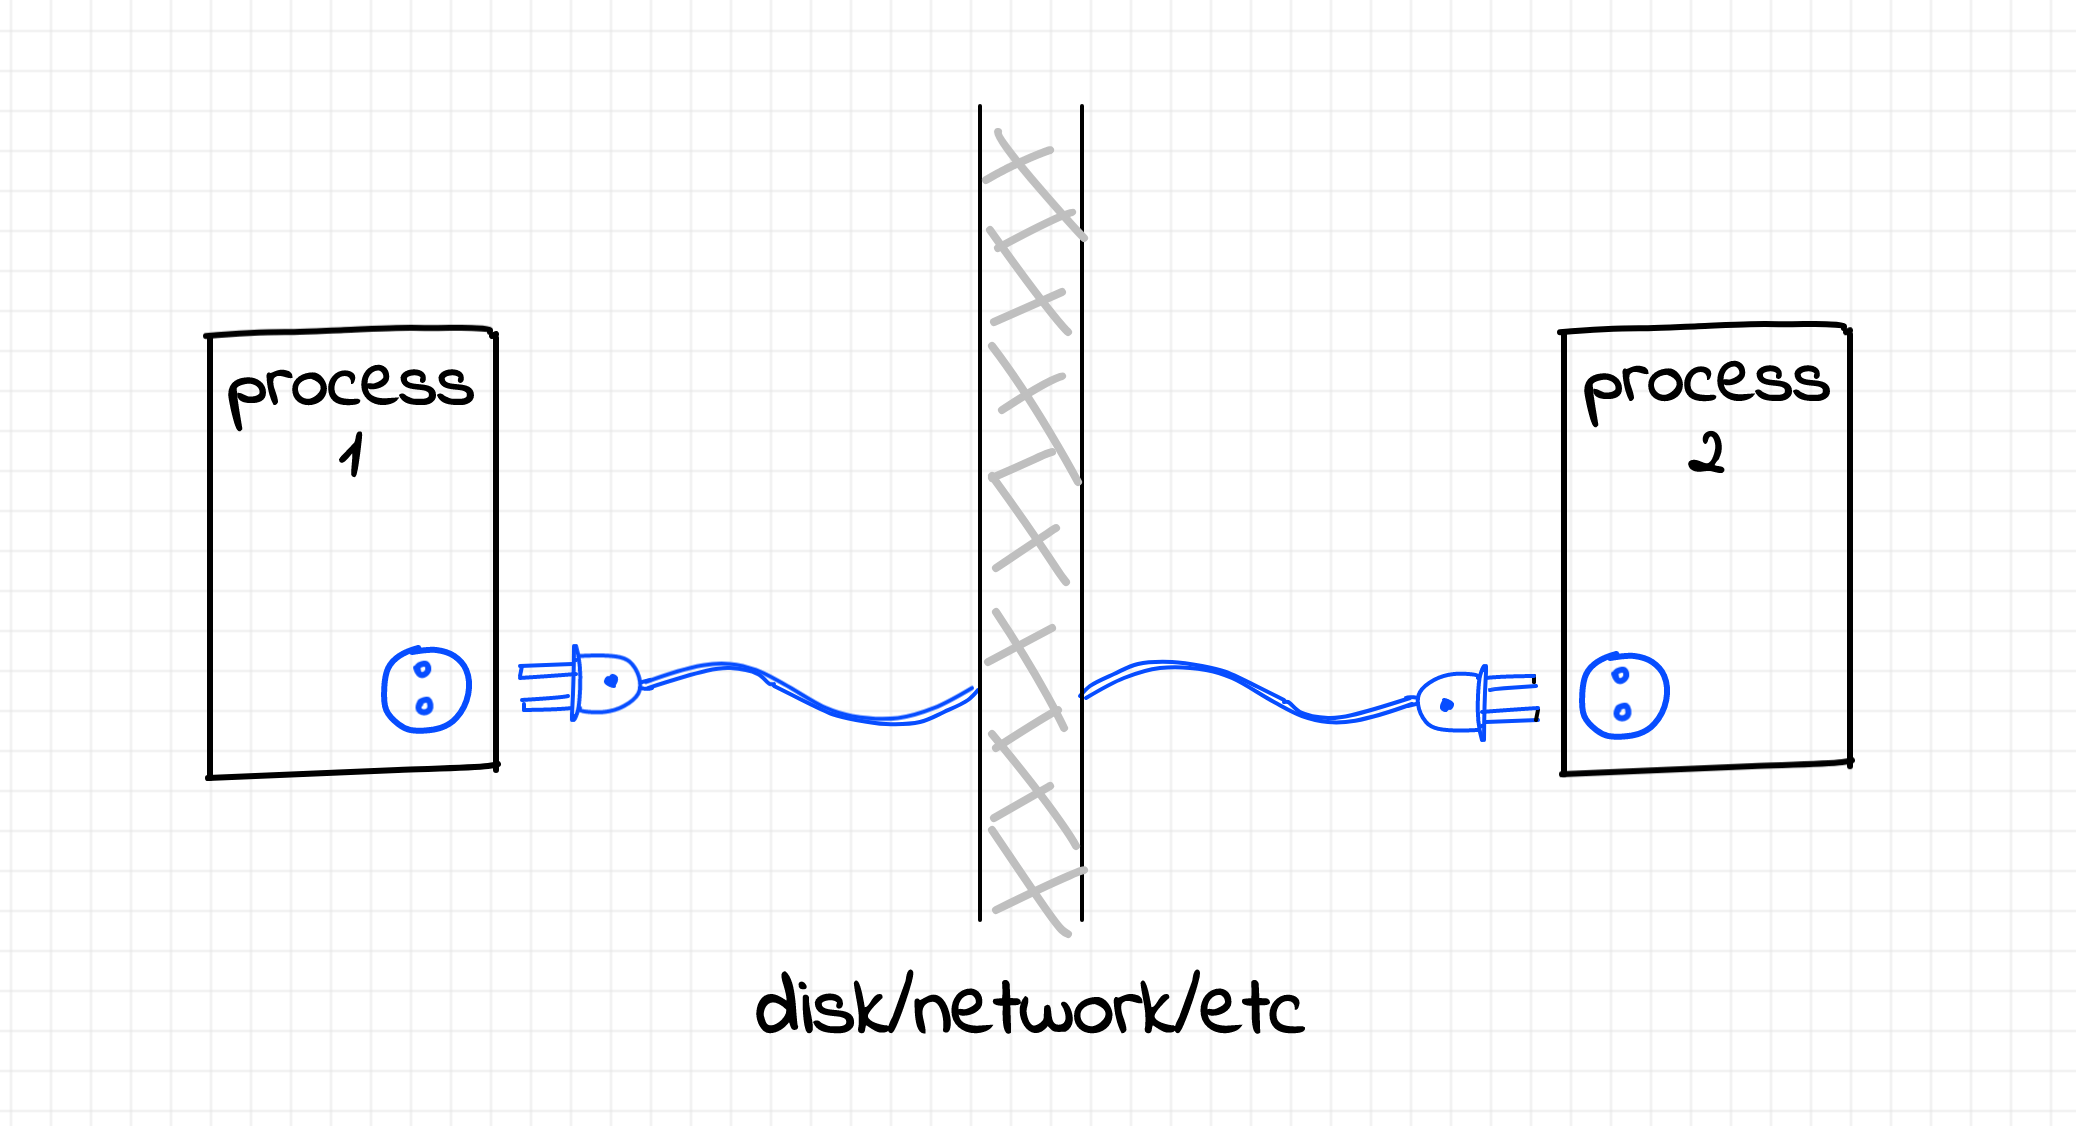 process
1
process
2
disk/network/etc